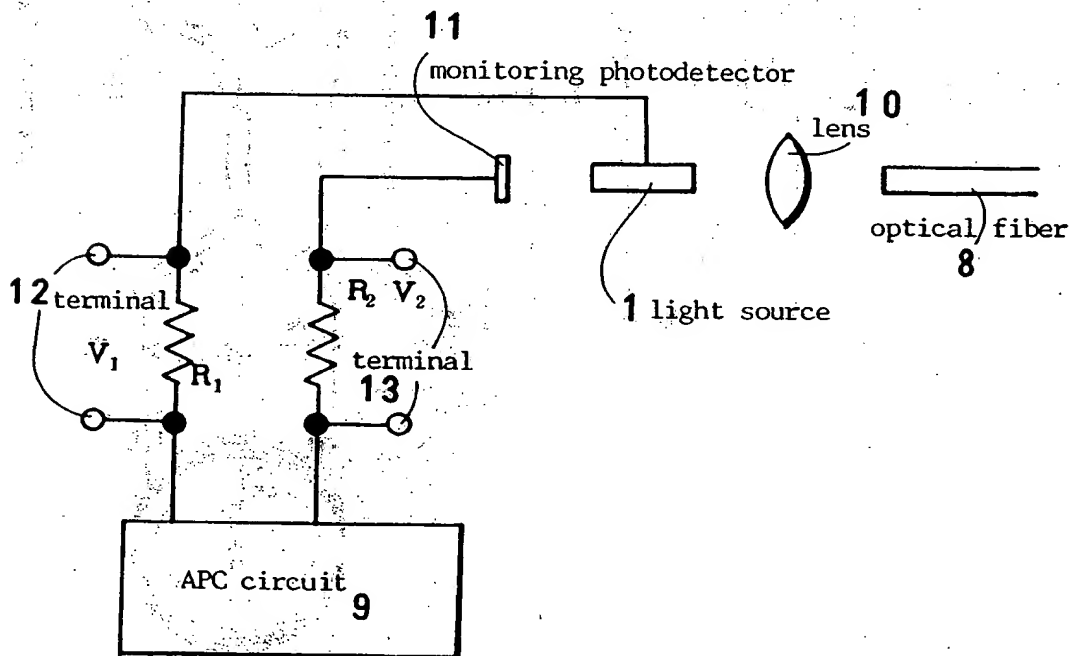 11
monitoring photodetector
10
lens
optical fiber
8
12 terminal
R₂ V₂
1 light source
V₁
R₁
terminal
13
APC circuit
9